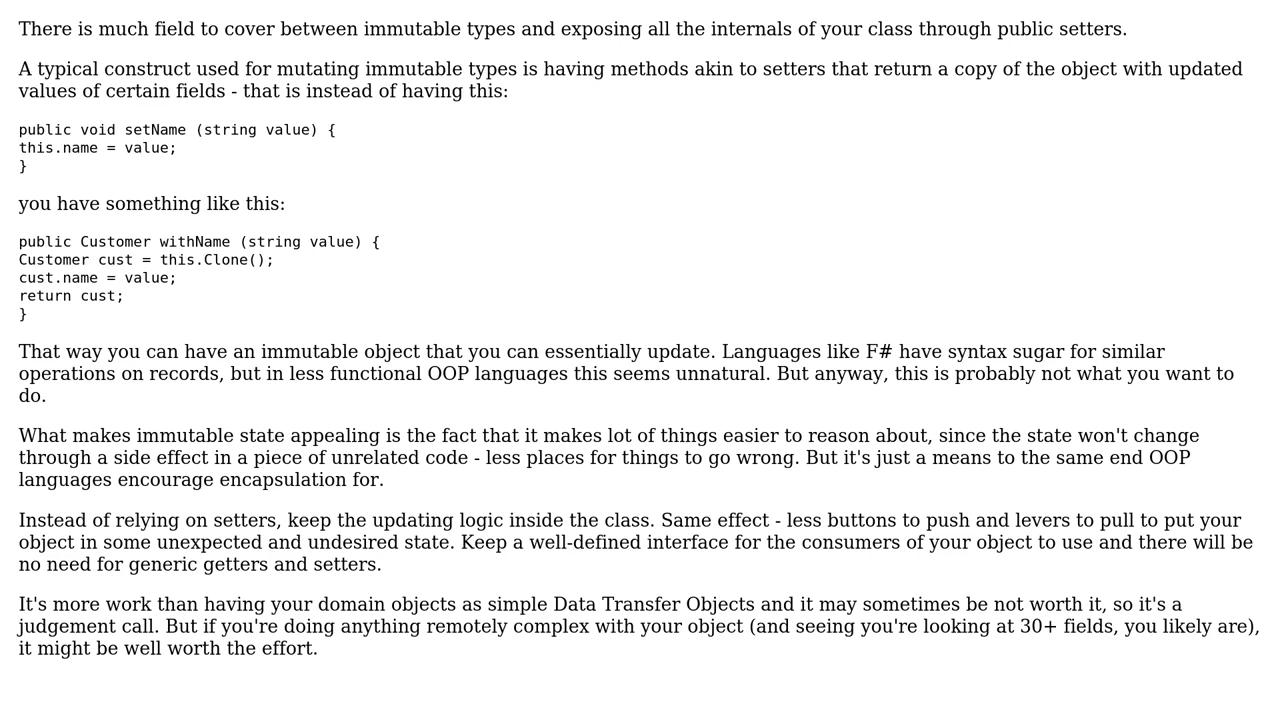 There is much field to cover between immutable types and exposing all the internals of your class through public setters.
A typical construct used for mutating immutable types is having methods akin to setters that return a copy of the object with updated
values of certain fields - that is instead of having this:
public void setName (string value) {
this.name = value;
}
you have something like this:
public Customer withName (string value) {
Customer cust = this.Clone();
cust.name = value;
return cust;
}
That way you can have an immutable object that you can essentially update. Languages like F# have syntax sugar for similar
operations on records, but in less functional OOP languages this seems unnatural. But anyway, this is probably not what you want to
do.
What makes immutable state appealing is the fact that it makes lot of things easier to reason about, since the state won't change
through a side effect in a piece of unrelated code - less places for things to go wrong. But it's just a means to the same end OOP
languages encourage encapsulation for.
Instead of relying on setters, keep the updating logic inside the class. Same effect - less buttons to push and levers to pull to put your
object in some unexpected and undesired state. Keep a well-defined interface for the consumers of your object to use and there will be
no need for generic getters and setters.
It's more work than having your domain objects as simple Data Transfer Objects and it may sometimes be not worth it, so it's a
judgement call. But if you're doing anything remotely complex with your object (and seeing you're looking at 30+ fields, you likely are),
it might be well worth the effort.